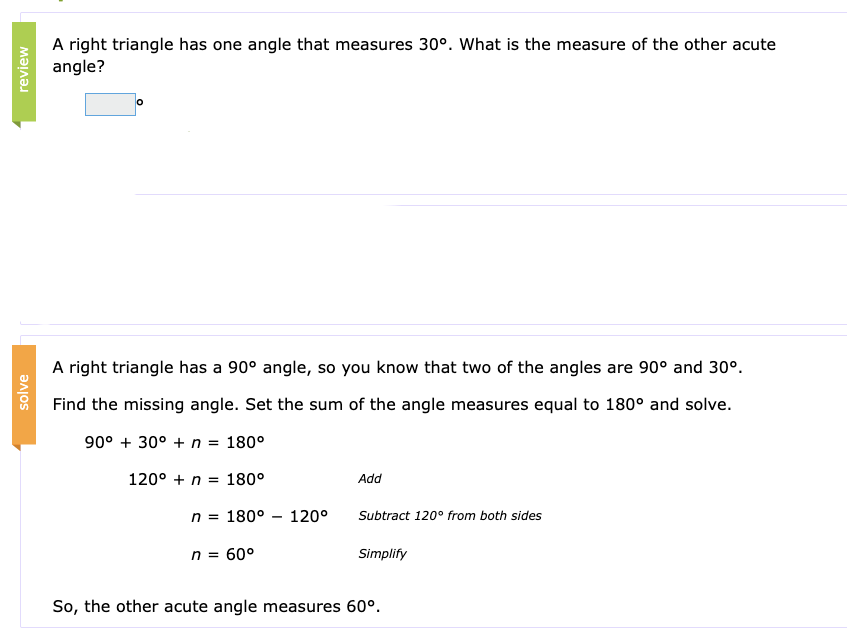 review
A right triangle has one angle that measures 30°. What is the measure of the other acute
angle?
°
solve
A right triangle has a 90° angle, so you know that two of the angles are 90° and 30°.
Find the missing angle. Set the sum of the angle measures equal to 180° and solve.
90° + 30° + n = 180°
120° + n = 180° Add
n = 180° − 120° Subtract 120° from both sides
n = 60° Simplify
So, the other acute angle measures 60°.